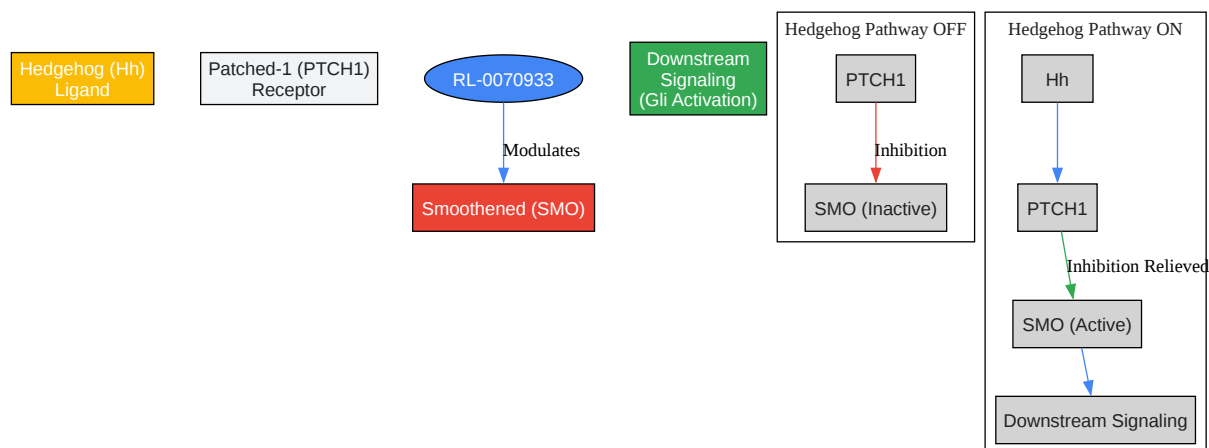 Hedgehog (Hh)
Ligand
Patched-1 (PTCH1)
Receptor
RL-0070933
Modulates
Smoothened (SMO)
Downstream
Signaling
(Gli Activation)
Hedgehog Pathway OFF
PTCH1
Inhibition
SMO (Inactive)
Hedgehog Pathway ON
Hh
PTCH1
Inhibition Relieved
SMO (Active)
Downstream Signaling